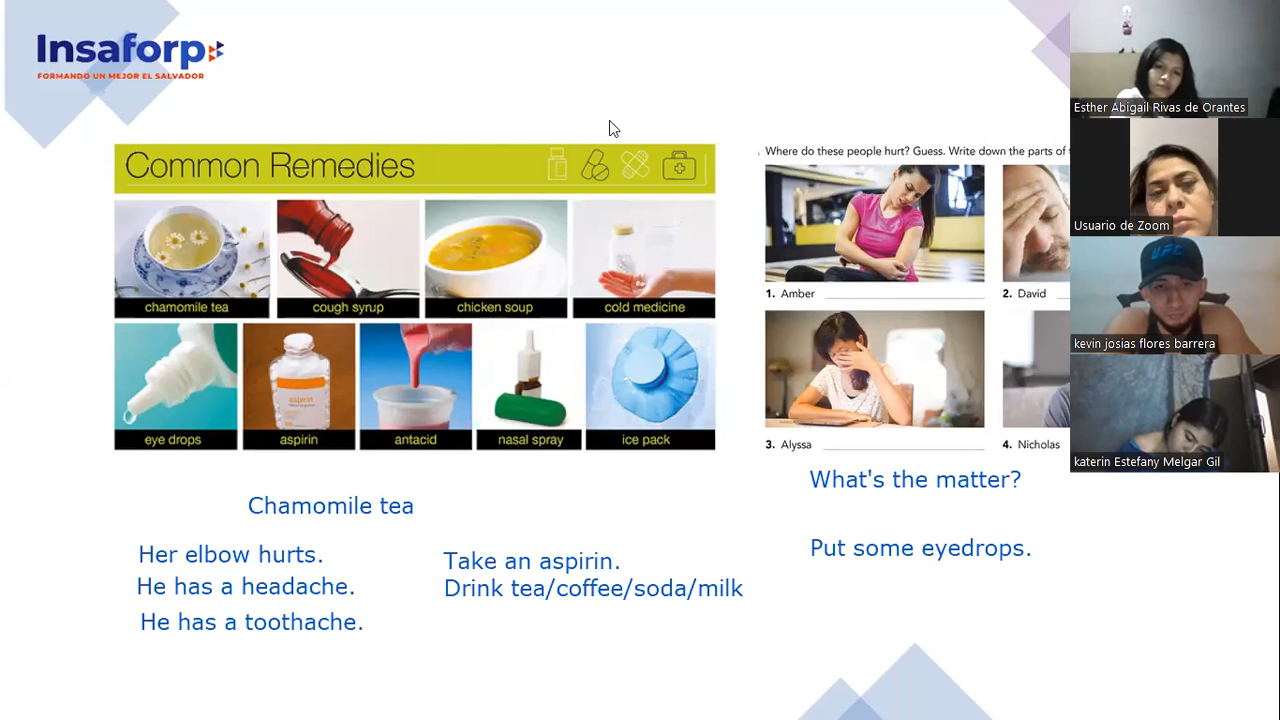 Insaforp
FORMANDO UN MEJOR EL SALVADOR
Common Remedies
chamomile tea
cough syrup
chicken soup
cold medicine
eye drops
aspirin
aspirin
antacid
nasal spray
ice pack
Where do these people hurt? Guess. Write down the parts of
1. Amber
2. David
3. Alyssa
4. Nicholas
What's the matter?
Chamomile tea
Her elbow hurts.
He has a headache.
He has a toothache.
Take an aspirin.
Drink tea/coffee/soda/milk
Put some eyedrops.
Esther Abigail Rivas de Orantes
Usuario de Zoom
UFC
kevin josias flores barrera
katerin Estefany Melgar Gil